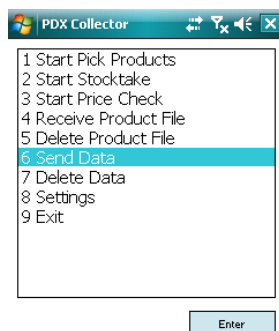 PDX Collector
1 Start Pick Products
2 Start Stocktake
3 Start Price Check
4 Receive Product File
5 Delete Product File
6 Send Data
7 Delete Data
8 Settings
9 Exit
Enter